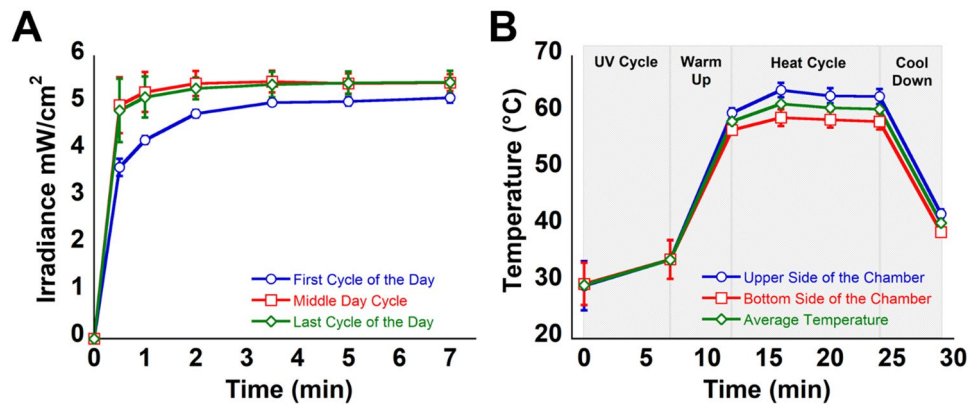 A
Irradiance mW/cm2
6
5
4
3
2
1
0
0 1 2 3 4 5 6 7
Time (min)
First Cycle of the Day
Middle Day Cycle
Last Cycle of the Day
B
Temperature (°C)
70
60
50
40
30
20
0 5 10 15 20 25 30
Time (min)
UV Cycle
Warm
Up
Heat Cycle
Cool
Down
Upper Side of the Chamber
Bottom Side of the Chamber
Average Temperature